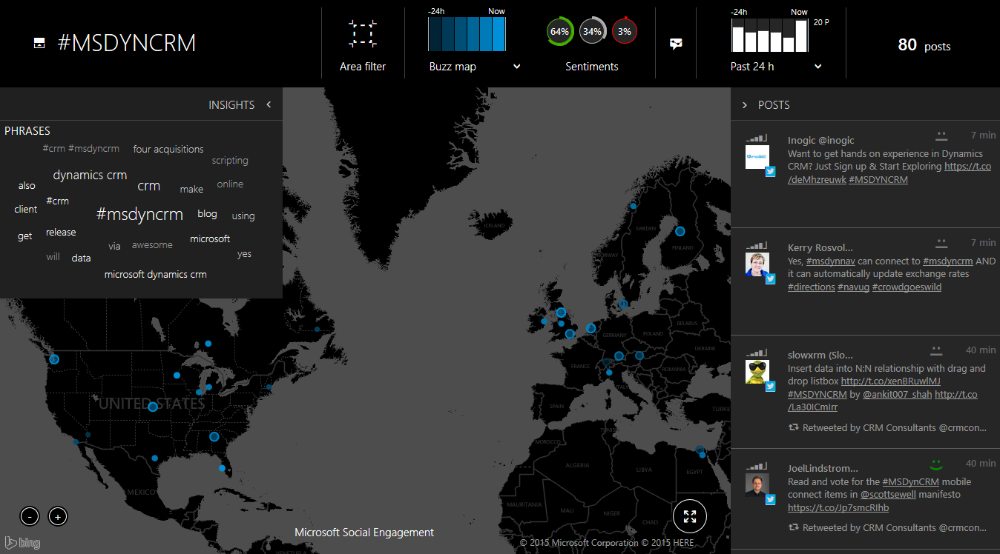 #MSDYNCRM
Area filter
-24h Now
Buzz map
64% 34% 3%
Sentiments
-24h Now
20 P
Past 24 h
80 posts
INSIGHTS
PHRASES
#crm #msdyncrm
four acquisitions
scripting
dynamics crm
crm
online
also
make
#crm
client
#msdyncrm
blog
using
get
release
via
awesome
microsoft
will
data
yes
microsoft dynamics crm
ICELAND
SWEDEN
FINLAND
NORWAY
BELARUS
GERMANY
POLAND
UKRAINE
FRANCE
ROMANIA
ITALY
SPAIN
TURKE
UNITED STATES
TUNIS
MOROCCO
ALGERIA
LIBYA
EGYPT
MEXICO
MAURITANIA
MALI
NIGER
CHAD
VENEZUELA
- +
bing
Microsoft Social Engagement
© 2015 Microsoft Corporation © 2015 HERE
POSTS
Inogic @inogic
7 min
Want to get hands on experience in Dynamics
CRM? Just Sign up & Start Exploring https://t.co
/deMhzreuwk #MSDYNCRM
Kerry Rosvol...
7 min
Yes, #msdynnav can connect to #msdyncrm AND
it can automatically update exchange rates
#directions #navug #crowdgoeswild
slowxrm (Slo...
40 min
Insert data into N:N relationship with drag and
drop listbox http://t.co/xenBRuwlMJ
#MSDYNCRM by @ankit007_shah http://t.co
/La30ICmIrr
Retweeted by CRM Consultants @crmcon...
JoelLindstrom...
40 min
Read and vote for the #MSDynCRM mobile
connect items in @scottsewell manifesto
https://t.co/Jp7smcRIhb
Retweeted by CRM Consultants @crmcon...